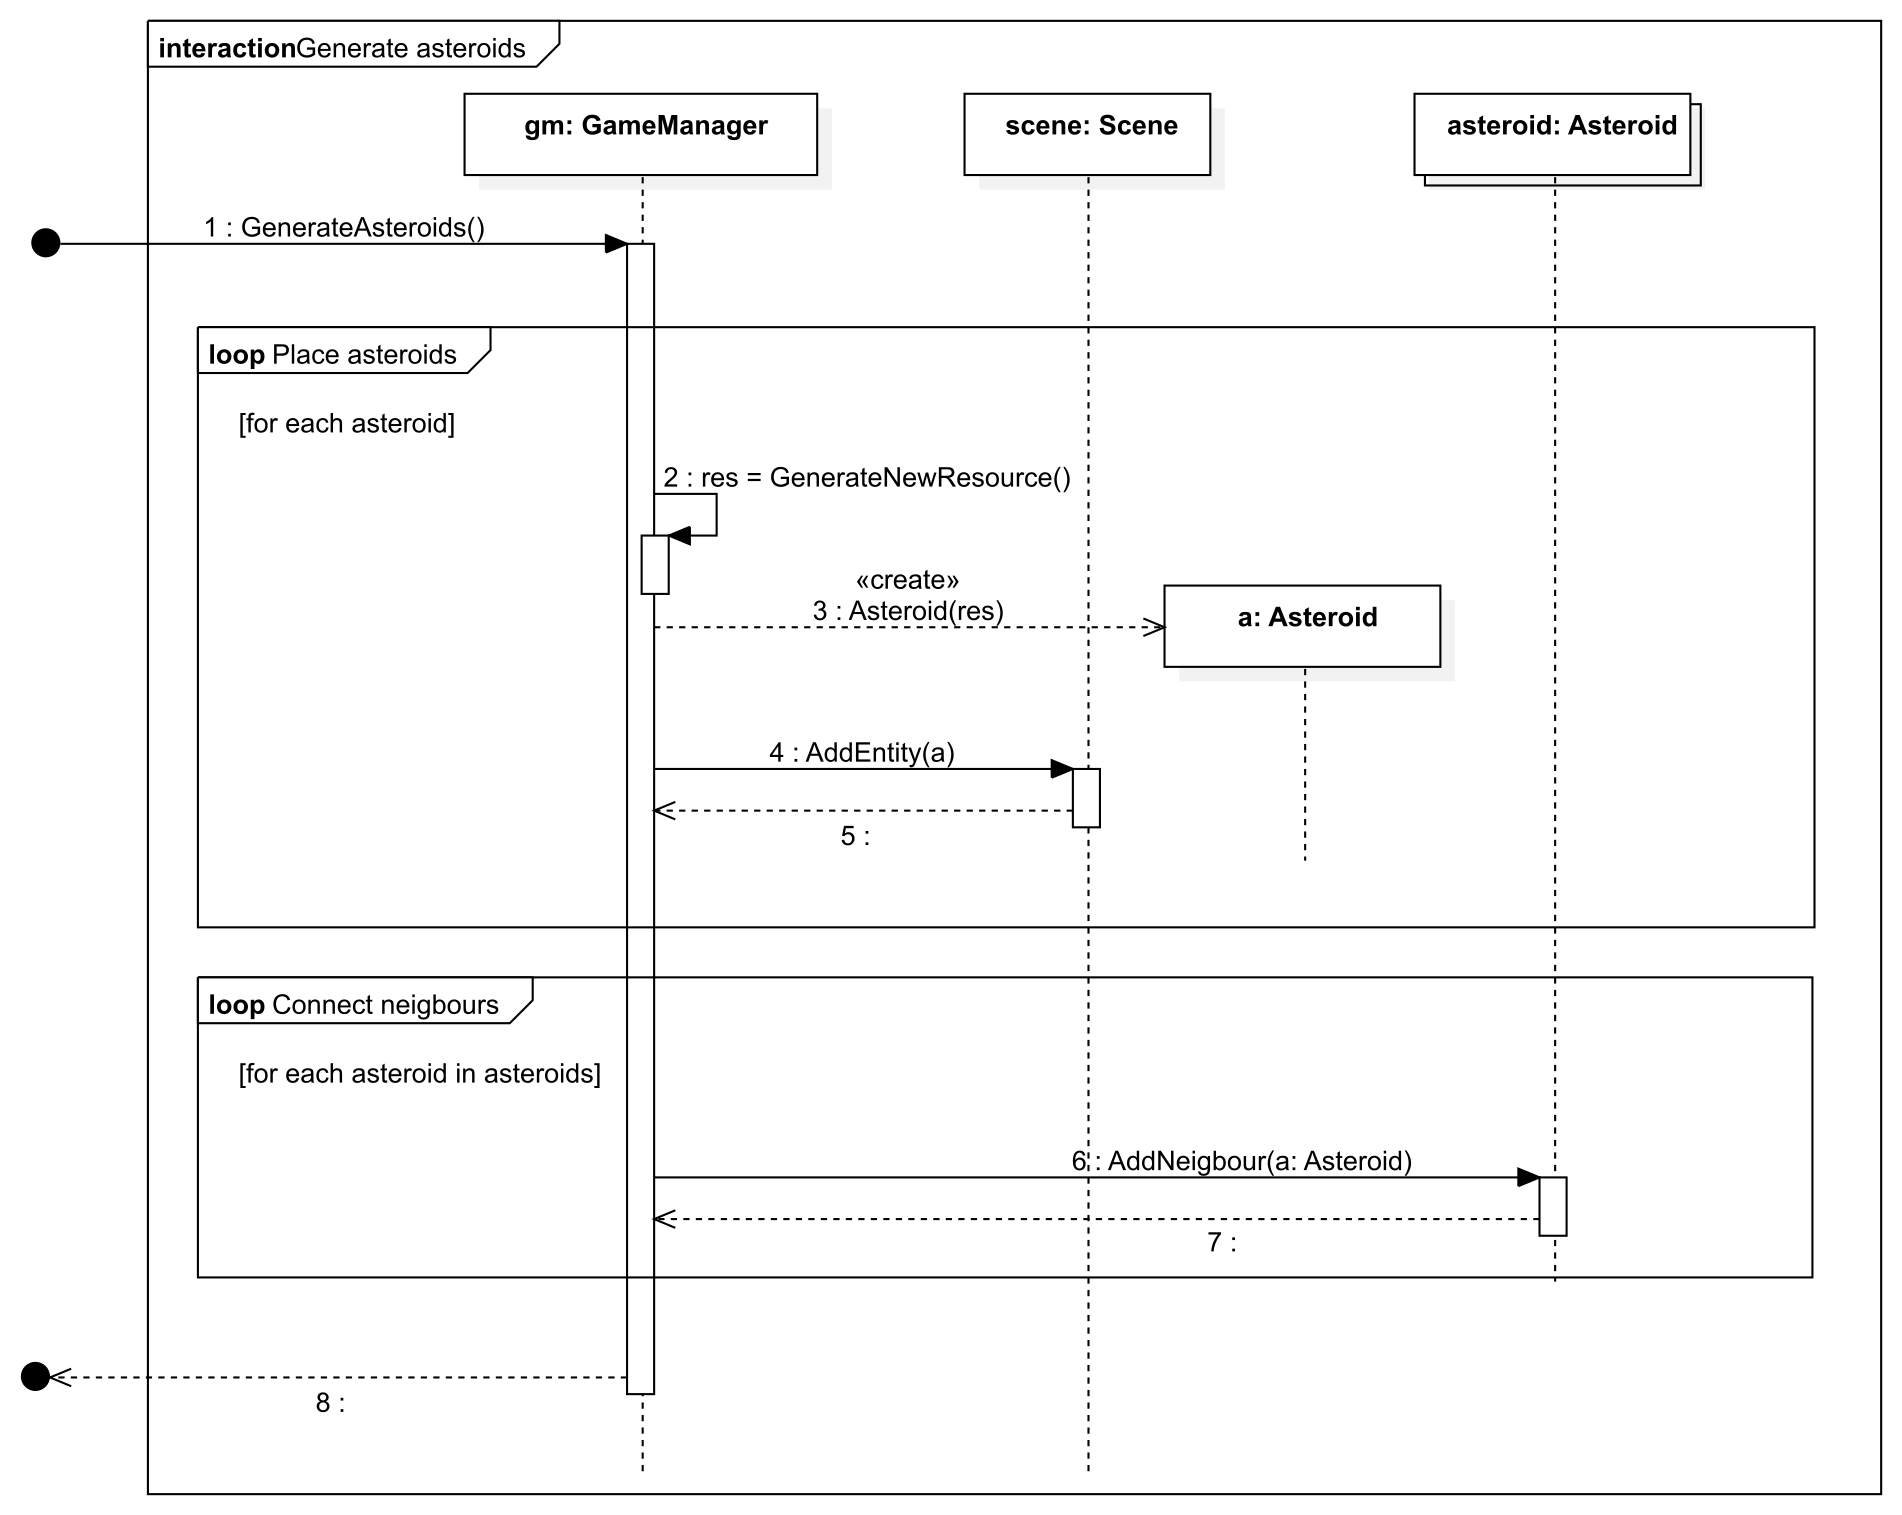 interactionGenerate asteroids
gm: GameManager
scene: Scene
asteroid: Asteroid
1 : GenerateAsteroids()
loop Place asteroids
[for each asteroid]
2 : res = GenerateNewResource()
«create»
3 : Asteroid(res)
a: Asteroid
4 : AddEntity(a)
5 :
loop Connect neigbours
[for each asteroid in asteroids]
6 : AddNeigbour(a: Asteroid)
7 :
8 :